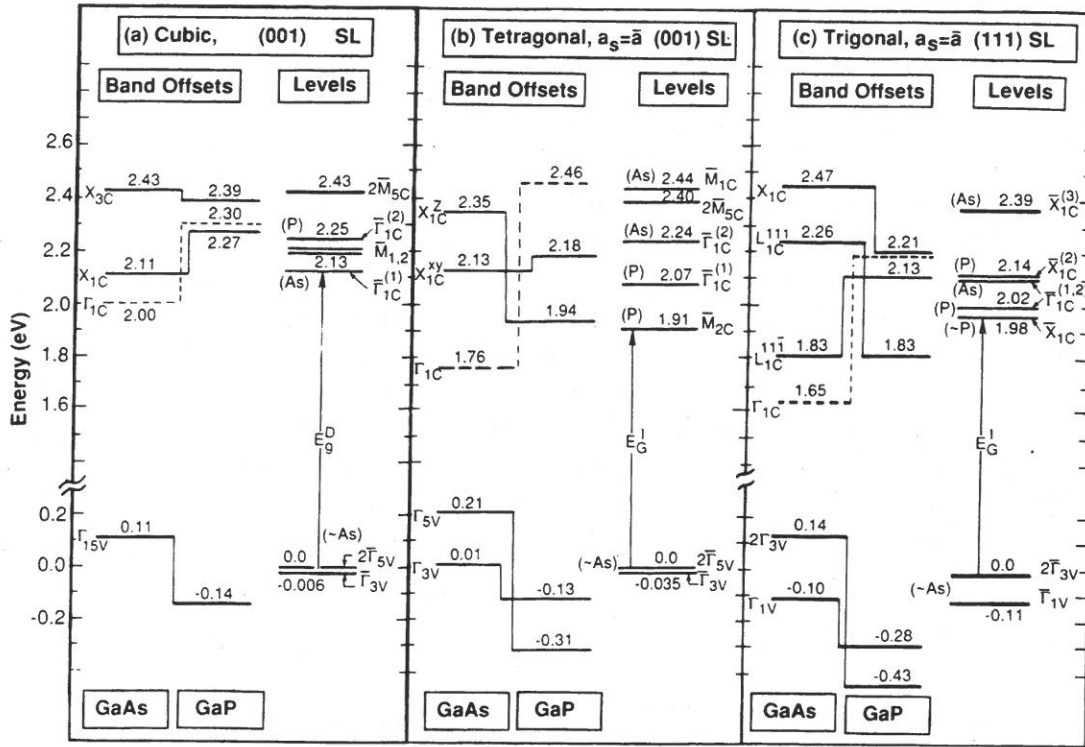 (a) Cubic, (001) SL
Band Offsets
Levels
2.6
2.4
2.2
2.0
1.8
1.6
0.2
0.0
-0.2
Energy (eV)
X3C
2.43
2.39
2.30
2.27
X1C
2.11
Γ1C
2.00
2.43
2M̅5C
(P)
2.25
Γ̅1C(2)
M̅1,2
2.13
(As)
Γ̅1C(1)
E9D
Γ15V
0.11
-0.14
(~As)
0.0
2Γ̅5V
-0.006
Γ̅3V
GaAs
GaP
(b) Tetragonal, as=a̅ (001) SL
Band Offsets
Levels
2.46
X1CZ
2.35
X1Cxy
2.13
2.18
1.94
Γ1C
1.76
(As)
2.44
M̅1C
2.40
2M̅5C
(As)
2.24
Γ̅1C(2)
(P)
2.07
Γ̅1C(1)
(P)
1.91
M̅2C
EGI
Γ5V
0.21
Γ3V
0.01
-0.13
-0.31
(~As)
0.0
2Γ̅5V
-0.035
Γ̅3V
GaAs
GaP
(c) Trigonal, as=a̅ (111) SL
Band Offsets
Levels
X1C
2.47
L1C111
2.26
2.21
2.13
L1C111̅
1.83
1.83
Γ1C
1.65
(As)
2.39
X̅1C(3)
(P)
2.14
X̅1C(2)
(As)
Γ̅1C(1,2)
(P)
2.02
(~P)
1.98
X̅1C
EGI
2Γ3V
0.14
Γ1V
-0.10
-0.28
-0.43
0.0
2Γ̅3V
(~As)
Γ̅1V
-0.11
GaAs
GaP